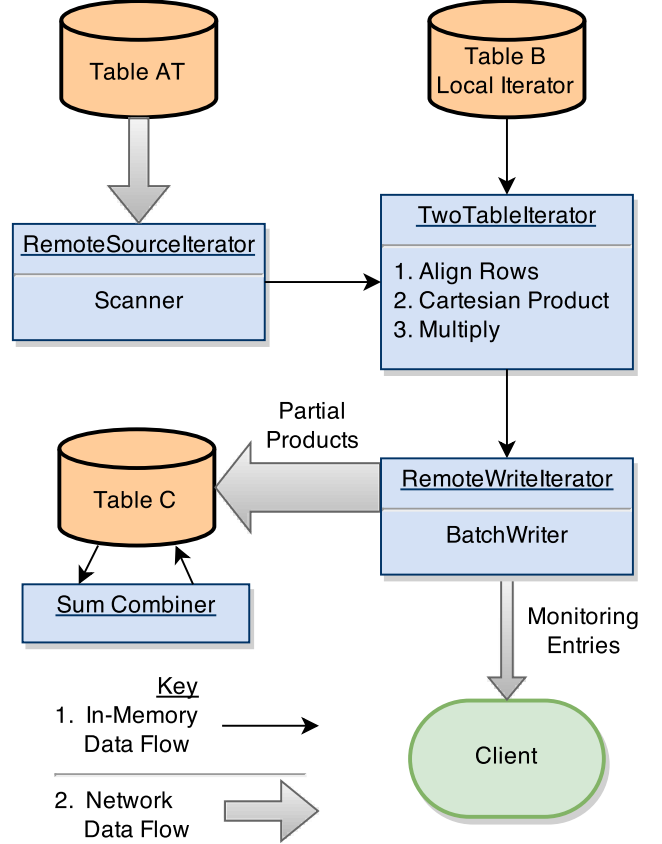 Table AT
Table B
Local Iterator
RemoteSourceIterator
Scanner
TwoTableIterator
1. Align Rows
2. Cartesian Product
3. Multiply
Partial
Products
Table C
RemoteWriteIterator
BatchWriter
Sum Combiner
Monitoring
Entries
Key
1. In-Memory
Data Flow
2. Network
Data Flow
Client